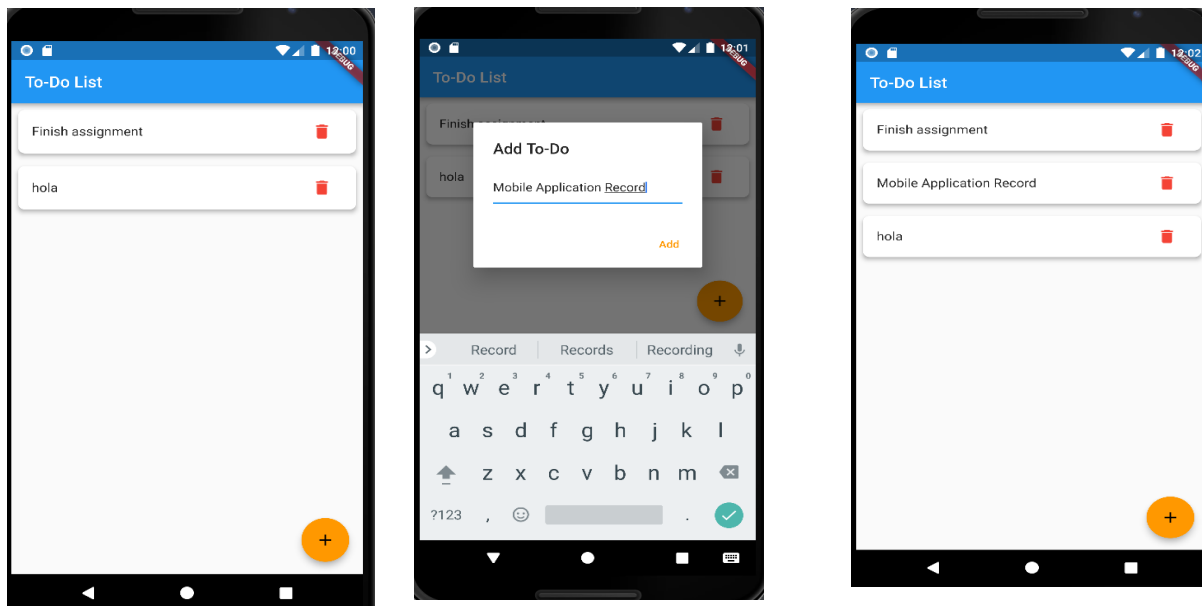 12:00
DEBUG
To-Do List
Finish assignment
hola
12:01
DEBUG
To-Do List
Finish
hola
Add To-Do
Mobile Application Record
Add
+
> Record Records Recording
1 2 3 4 5 6 7 8 9 0
q w e r t y u i o p
a s d f g h j k l
z x c v b n m
?123 , .
12:02
DEBUG
To-Do List
Finish assignment
Mobile Application Record
hola